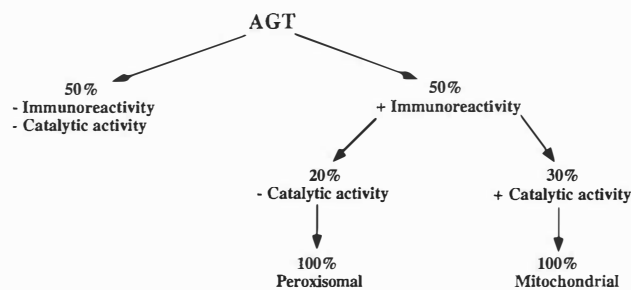 AGT
50%
- Immunoreactivity
- Catalytic activity
50%
+ Immunoreactivity
20%
- Catalytic activity
30%
+ Catalytic activity
100%
Peroxisomal
100%
Mitochondrial